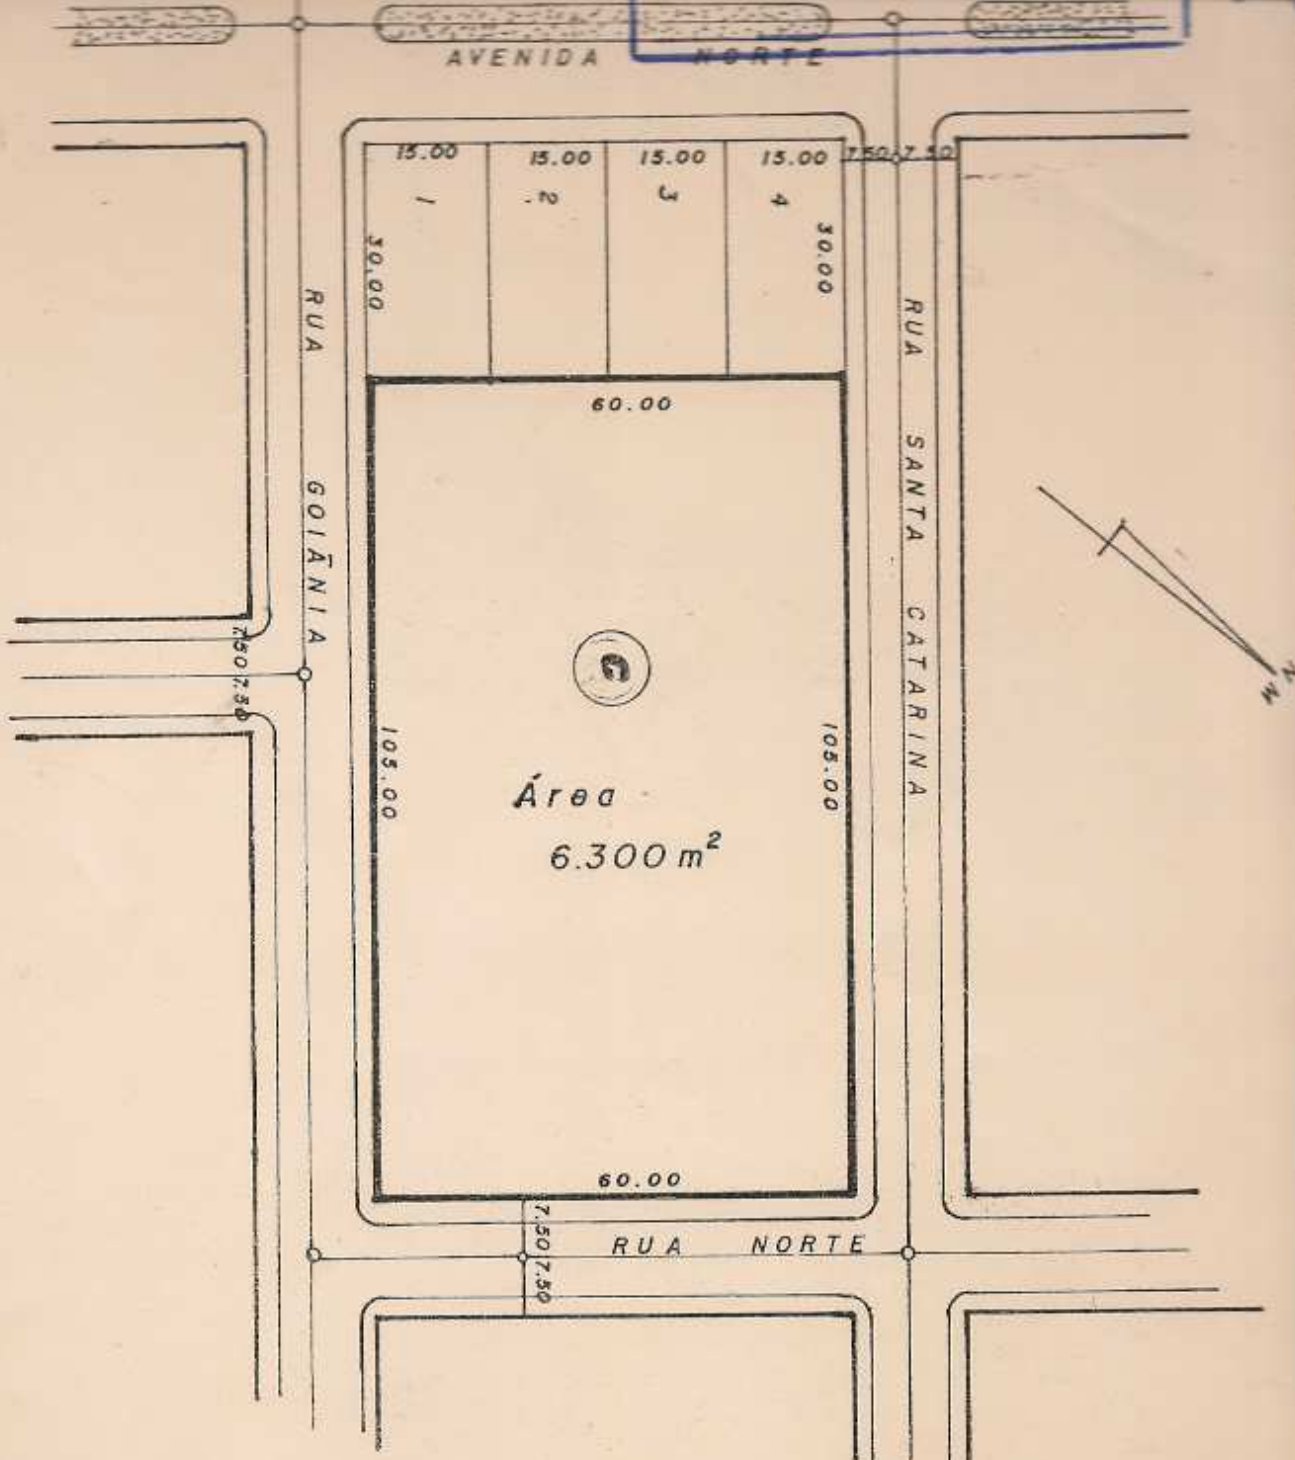 AVENIDA NORTE
15.00 15.00 15.00 15.00 7.50 7.50
1 2 3 4
30.00 30.00
RUA GOIÂNIA
RUA SANTA CATARINA
60.00
7.50 7.50
C
105.00 105.00
Área
6.300 m²
N
M
60.00
7.50 7.50
RUA NORTE